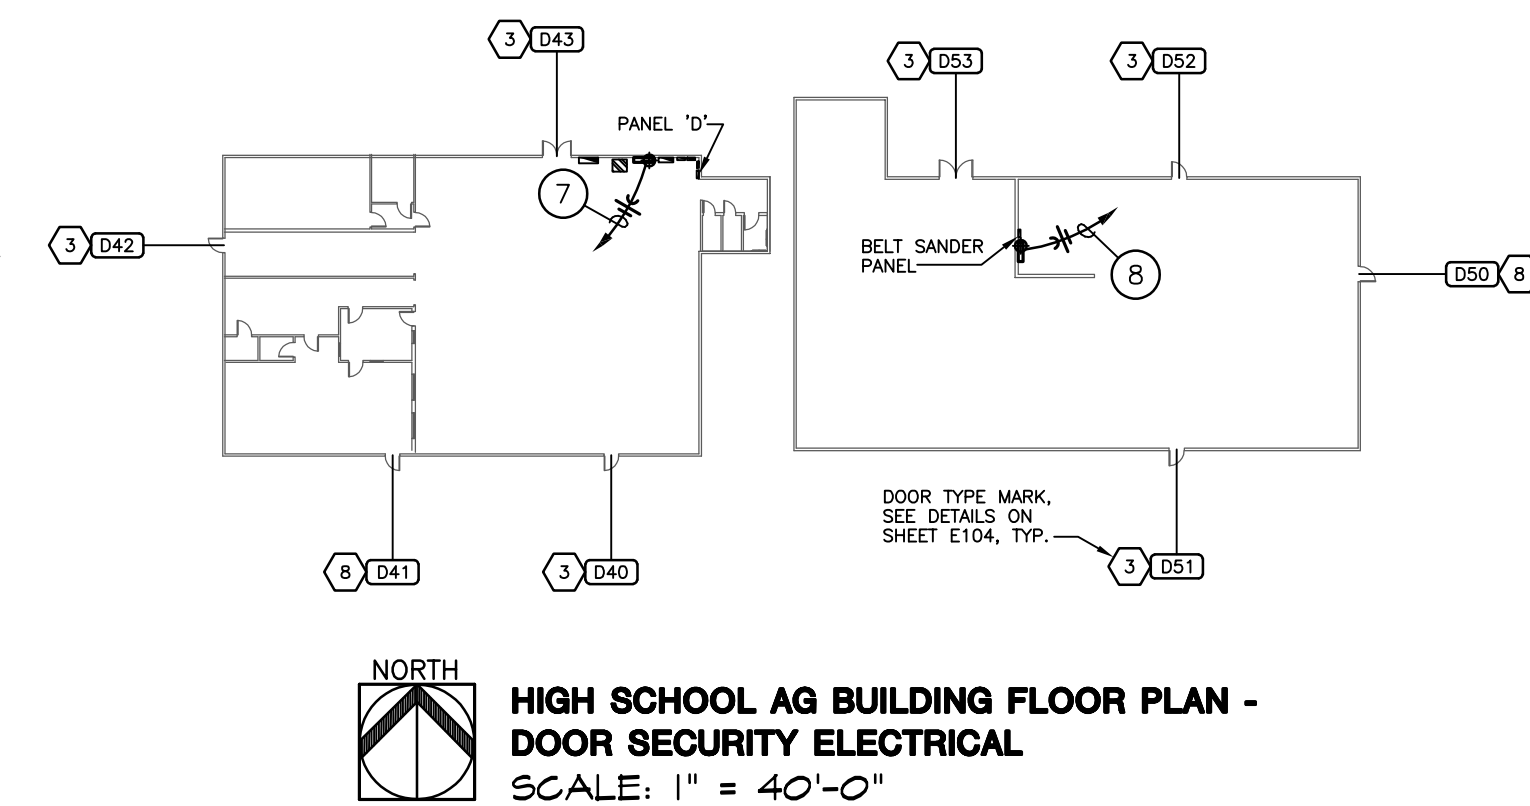 3 D43
3 D53
3 D52
PANEL 'D'
7
3 D42
BELT SANDER
PANEL
8
D50 8
DOOR TYPE MARK,
SEE DETAILS ON
SHEET E104, TYP.
8 D41
3 D40
3 D51
NORTH
HIGH SCHOOL AG BUILDING FLOOR PLAN -
DOOR SECURITY ELECTRICAL
SCALE: 1" = 40'-0"